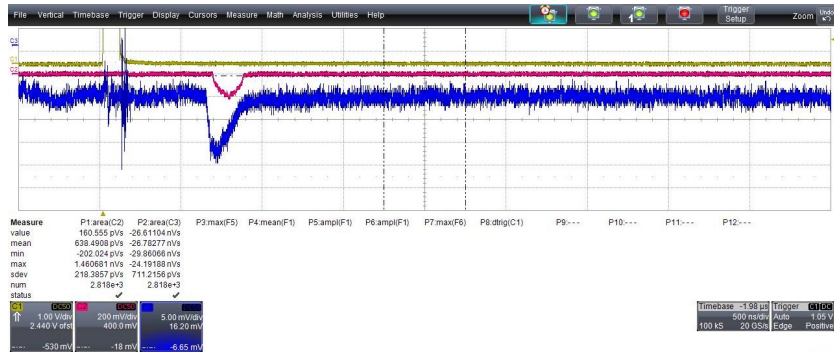 File Vertical Timebase Trigger Display Cursors Measure Math Analysis Utilities Help Trigger Setup Zoom Undo
Measure P1:area(C2) P2:area(C3) P3:max(F5) P4:mean(F1) P5:ampl(F1) P6:ampl(F1) P7:max(F6) P8:dtrig(C1) P9:--- P10:--- P11:--- P12:---
value 160.555 pVs -26.61104 nVs
mean 638.4908 pVs -26.78277 nVs
min -202.024 pVs -29.86066 nVs
max 1.460681 nVs -24.19188 nVs
sdev 218.3857 pVs 711.2156 pVs
num 2.818e+3 2.818e+3
status
C1 DC50 C2 DC50 Timebase -1.98 µs Trigger C1 DC
1.00 V/div 200 mV/div 5.00 mV/div 500 ns/div Auto 1.05 V
2.440 V ofst 400.0 mV 16.20 mV 100 kS 20 GS/s Edge Positive
-530 mV -18 mV -6.65 mV